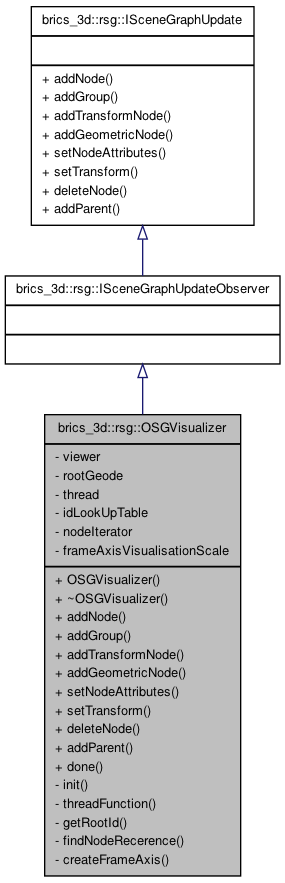 brics_3d::rsg::ISceneGraphUpdate
+ addNode()
+ addGroup()
+ addTransformNode()
+ addGeometricNode()
+ setNodeAttributes()
+ setTransform()
+ deleteNode()
+ addParent()
brics_3d::rsg::ISceneGraphUpdateObserver
brics_3d::rsg::OSGVisualizer
- viewer
- rootGeode
- thread
- idLookUpTable
- nodeIterator
- frameAxisVisualisationScale
+ OSGVisualizer()
+ ~OSGVisualizer()
+ addNode()
+ addGroup()
+ addTransformNode()
+ addGeometricNode()
+ setNodeAttributes()
+ setTransform()
+ deleteNode()
+ addParent()
+ done()
- init()
- threadFunction()
- getRootId()
- findNodeRecerence()
- createFrameAxis()